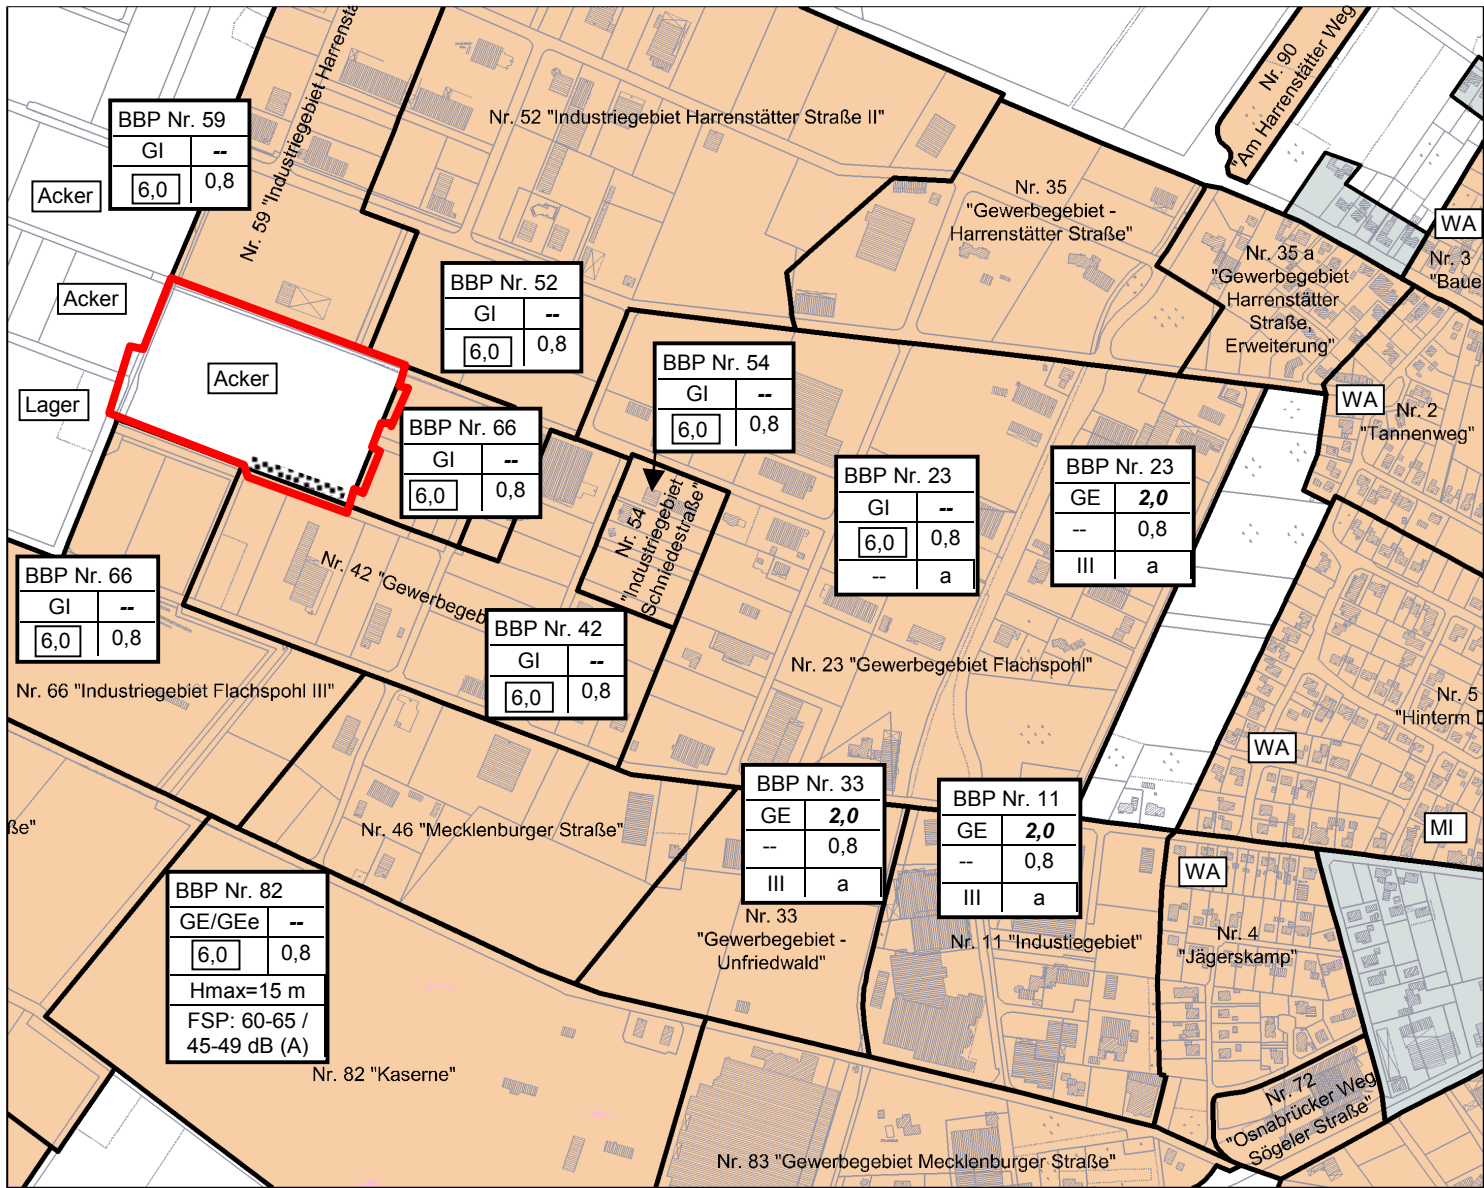 Nr. 90
"Am Harrenstätter Weg
Nr. 59 "Industriegebiet Harrenstä
Nr. 52 "Industriegebiet Harrenstätter Straße II"
BBP Nr. 59
GI --
6,0 0,8
Acker
Nr. 35
"Gewerbegebiet -
Harrenstätter Straße"
WA
Nr. 3
"Baue
Nr. 35 a
"Gewerbegebiet
Harrenstätter
Straße,
Erweiterung"
Acker
BBP Nr. 52
GI --
6,0 0,8
Acker
Lager
BBP Nr. 54
GI --
6,0 0,8
WA
Nr. 2
"Tannenweg"
BBP Nr. 66
GI --
6,0 0,8
BBP Nr. 23
GI --
6,0 0,8
-- a
BBP Nr. 23
GE 2,0
-- 0,8
III a
Nr. 54
"Industriegebiet
Schniedestraße"
BBP Nr. 66
GI --
6,0 0,8
Nr. 42 "Gewerbegeb
BBP Nr. 42
GI --
6,0 0,8
Nr. 23 "Gewerbegebiet Flachspohl"
Nr. 66 "Industriegebiet Flachspohl III"
Nr. 5
"Hinterm
WA
BBP Nr. 33
GE 2,0
-- 0,8
III a
BBP Nr. 11
GE 2,0
-- 0,8
III a
MI
ße"
Nr. 46 "Mecklenburger Straße"
WA
BBP Nr. 82
GE/GEe --
6,0 0,8
Hmax=15 m
FSP: 60-65 /
45-49 dB (A)
Nr. 33
"Gewerbegebiet -
Unfriedwald"
Nr. 11 "Industiegebiet"
Nr. 4
"Jägerskamp"
Nr. 82 "Kaserne"
Nr. 72
"Osnabrücker Weg
Sögeler Straße"
Nr. 83 "Gewerbegebiet Mecklenburger Straße"